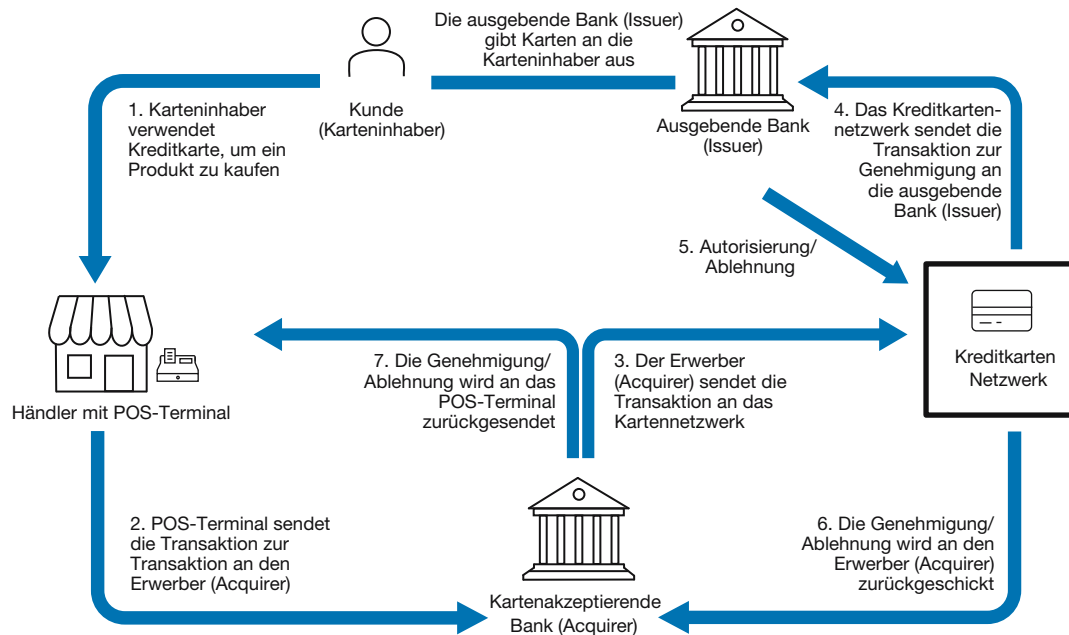 Die ausgebende Bank (Issuer)
gibt Karten an die
Karteninhaber aus
Kunde
(Karteninhaber)
Ausgebende Bank
(Issuer)
1. Karteninhaber
verwendet
Kreditkarte, um ein
Produkt zu kaufen
4. Das Kreditkarten-
netzwerk sendet die
Transaktion zur
Genehmigung an
die ausgebende
Bank (Issuer)
5. Autorisierung/
Ablehnung
Händler mit POS-Terminal
7. Die Genehmigung/
Ablehnung wird an das
POS-Terminal
zurückgesendet
3. Der Erwerber
(Acquirer) sendet die
Transaktion an das
Kartennetzwerk
Kreditkarten
Netzwerk
2. POS-Terminal sendet
die Transaktion zur
Transaktion an den
Erwerber (Acquirer)
Kartenakzeptierende
Bank (Acquirer)
6. Die Genehmigung/
Ablehnung wird an den
Erwerber (Acquirer)
zurückgeschickt